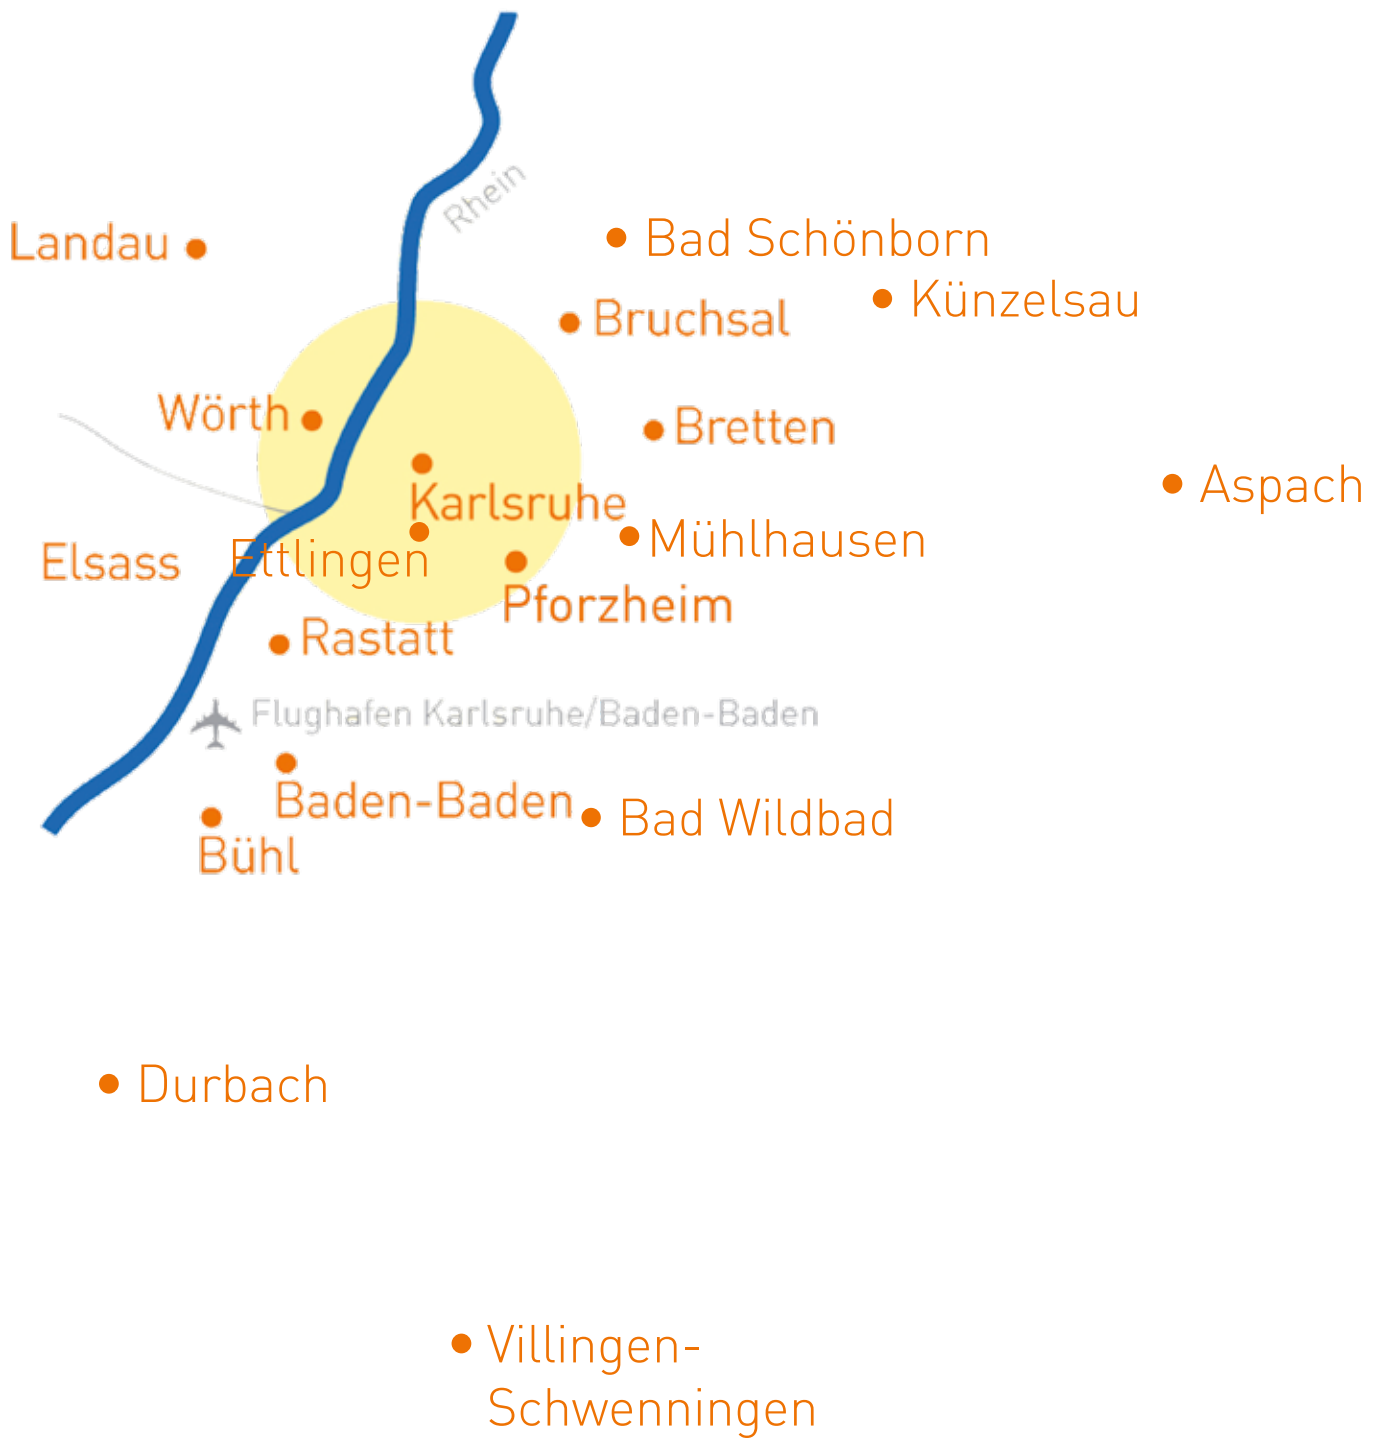 Rhein
Landau
Bad Schönborn
Künzelsau
Bruchsal
Wörth
Bretten
Karlsruhe
Aspach
Elsass
Ettlingen
Mühlhausen
Pforzheim
Rastatt
Flughafen Karlsruhe/Baden-Baden
Baden-Baden
Bad Wildbad
Bühl
Durbach
Villingen-
Schwenningen